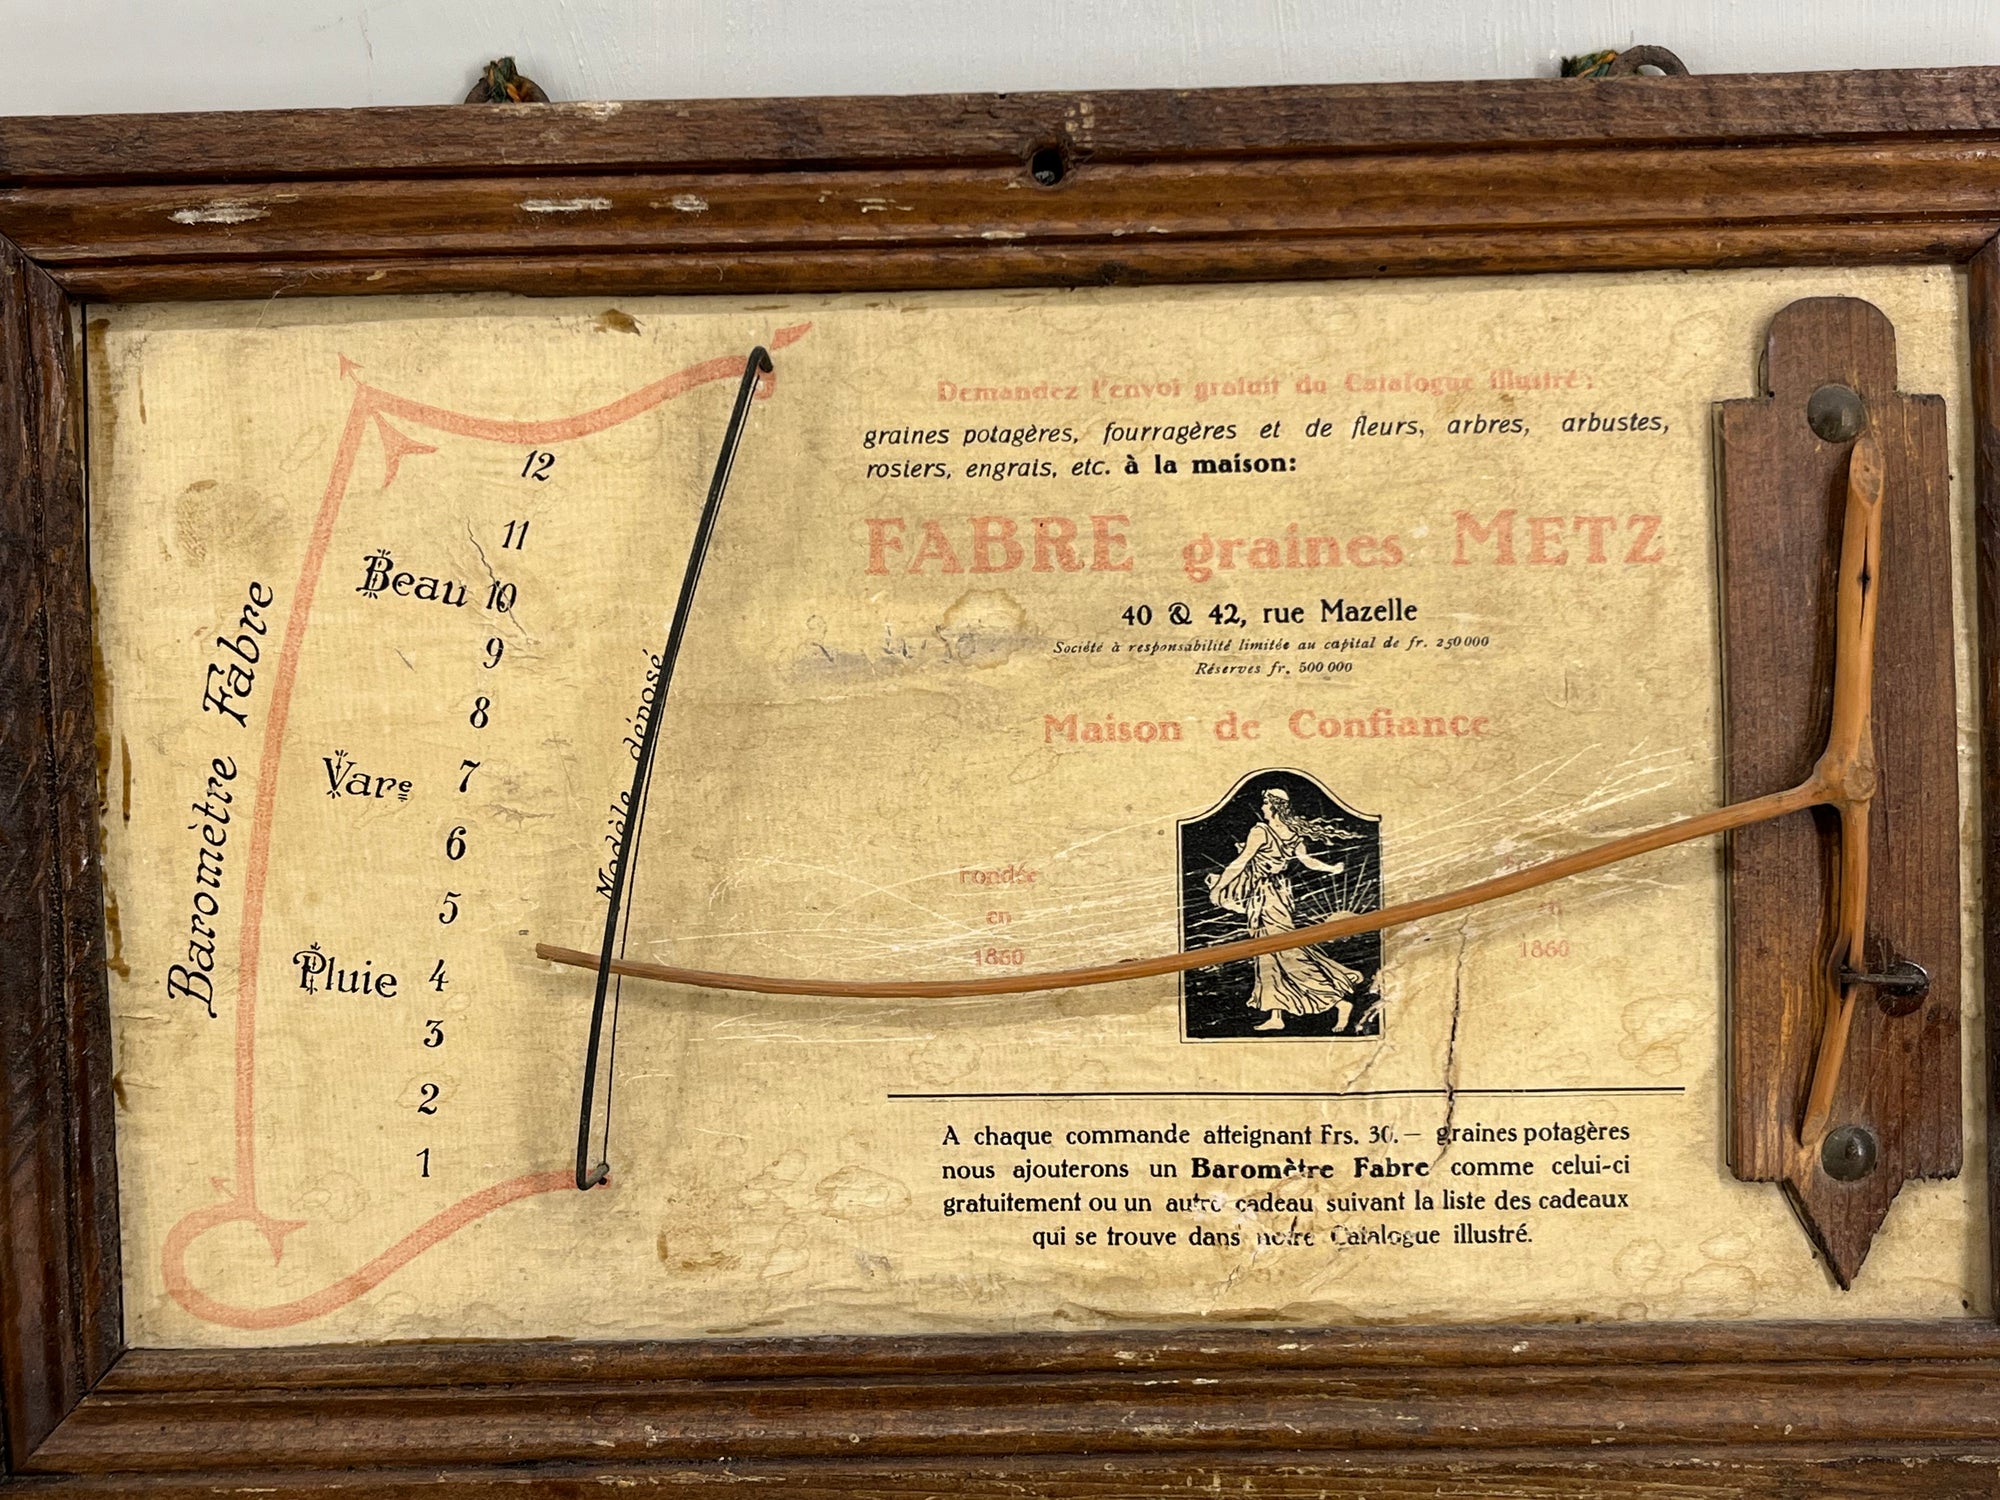 Baromètre Fabre
12
11
Beau 10
9
8
Vare 7
6
5
Pluie 4
3
2
1
Modèle déposé
Demandez l'envoi gratuit du Catalogue illustré:
graines potagères, fourragères et de fleurs, arbres, arbustes,
rosiers, engrais, etc. à la maison:
FABRE graines METZ
40 & 42, rue Mazelle
Société à responsabilité limitée au capital de fr. 250 000
Réserves fr. 500 000
Maison de Confiance
Fondée
en
1860
1860
A chaque commande atteignant Frs. 30.— graines potagères
nous ajouterons un Baromètre Fabre comme celui-ci
gratuitement ou un autre cadeau suivant la liste des cadeaux
qui se trouve dans notre Catalogue illustré.